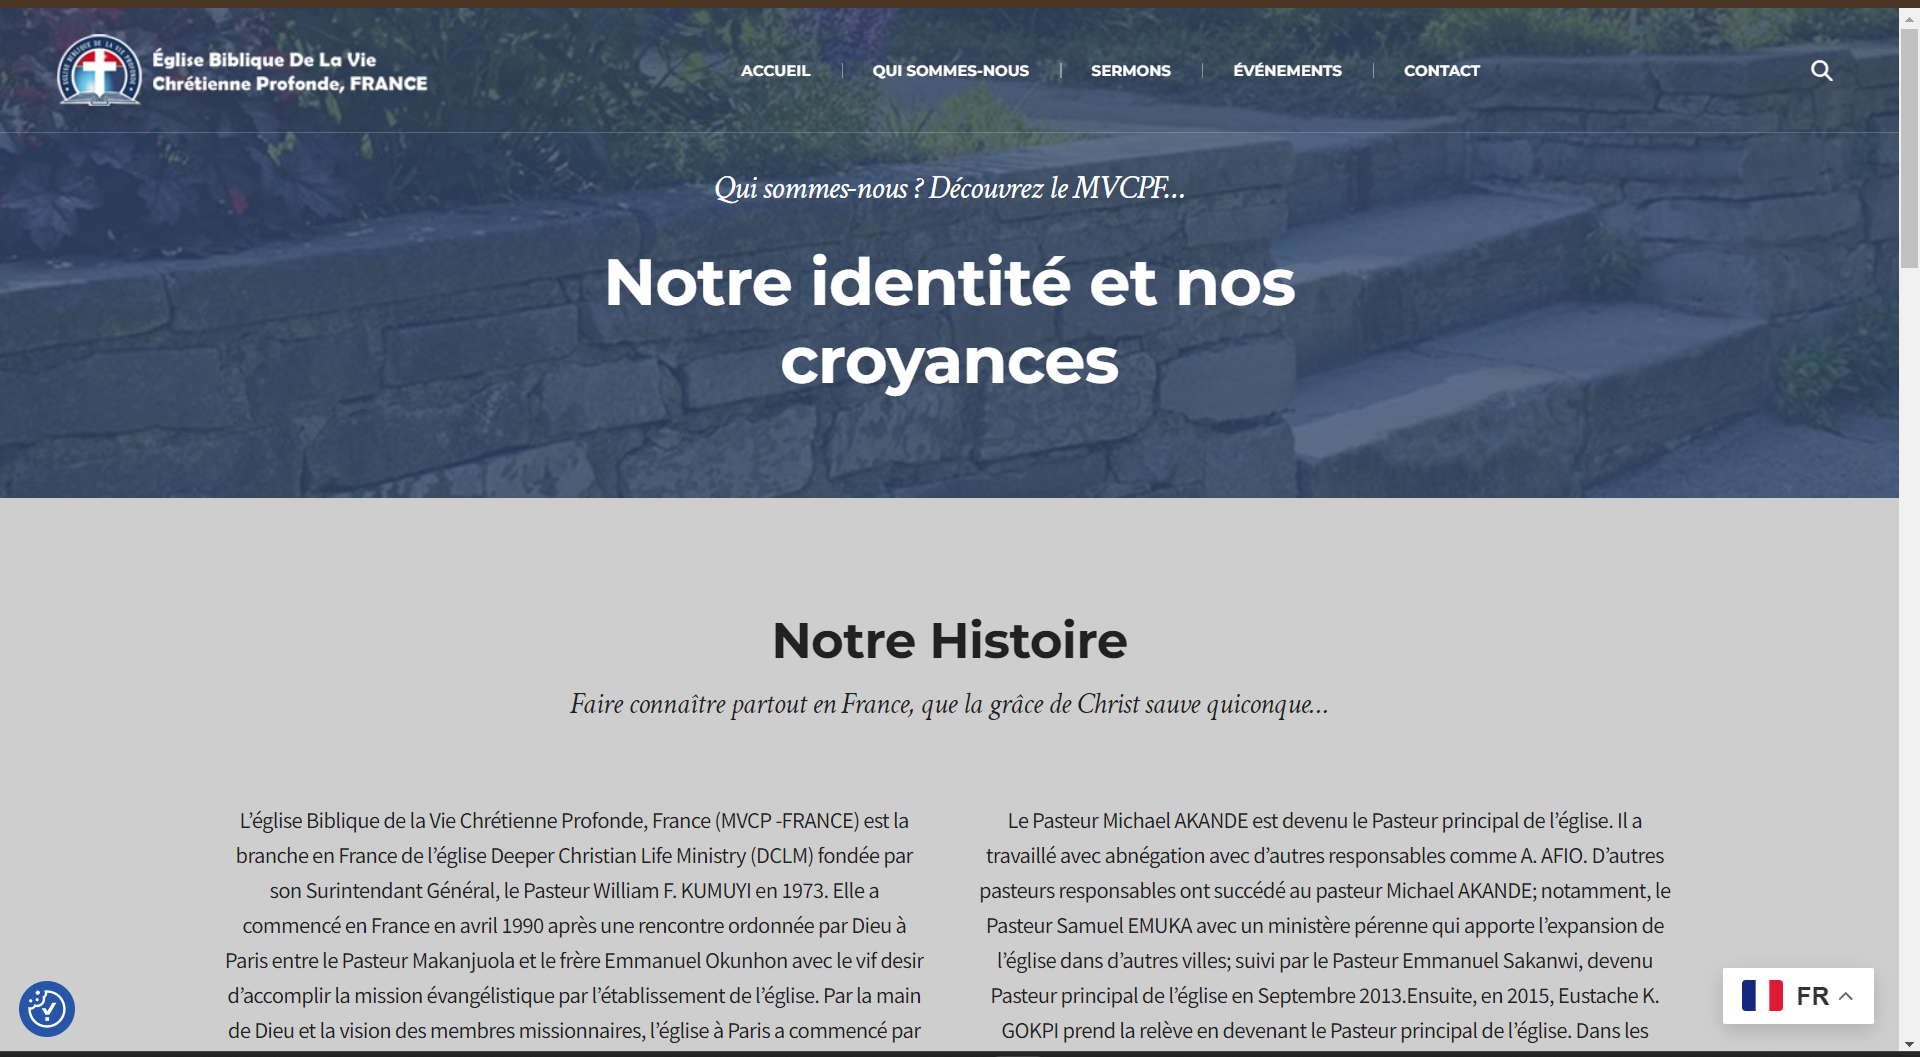 Église Biblique De La Vie
Chrétienne Profonde, FRANCE
ACCUEIL
QUI SOMMES-NOUS
SERMONS
ÉVÉNEMENTS
CONTACT
Qui sommes-nous ? Découvrez le MVCPF...
Notre identité et nos
croyances
Notre Histoire
Faire connaître partout en France, que la grâce de Christ sauve quiconque...
L’église Biblique de la Vie Chrétienne Profonde, France (MVCP -FRANCE) est la
branche en France de l’église Deeper Christian Life Ministry (DCLM) fondée par
son Surintendant Général, le Pasteur William F. KUMUYI en 1973. Elle a
commencé en France en avril 1990 après une rencontre ordonnée par Dieu à
Paris entre le Pasteur Makanjuola et le frère Emmanuel Okunhon avec le vif desir
d’accomplir la mission évangélistique par l’établissement de l’église. Par la main
de Dieu et la vision des membres missionnaires, l’église à Paris a commencé par
Le Pasteur Michael AKANDE est devenu le Pasteur principal de l’église. Il a
travaillé avec abnégation avec d’autres responsables comme A. AFIO. D’autres
pasteurs responsables ont succédé au pasteur Michael AKANDE; notamment, le
Pasteur Samuel EMUKA avec un ministère pérenne qui apporte l’expansion de
l’église dans d’autres villes; suivi par le Pasteur Emmanuel Sakanwi, devenu
Pasteur principal de l’église en Septembre 2013.Ensuite, en 2015, Eustache K.
GOKPI prend la relève en devenant le Pasteur principal de l’église. Dans les
FR